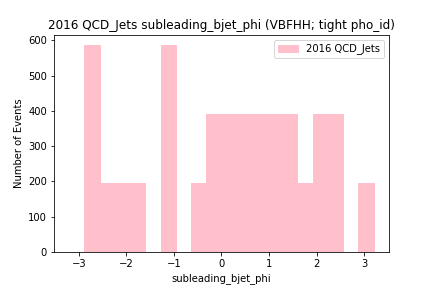 2016 QCD_Jets subleading_bjet_phi (VBFHH; tight pho_id)
2016 QCD_Jets
Number of Events
600
500
400
300
200
100
0
−3 −2 −1 0 1 2 3
subleading_bjet_phi